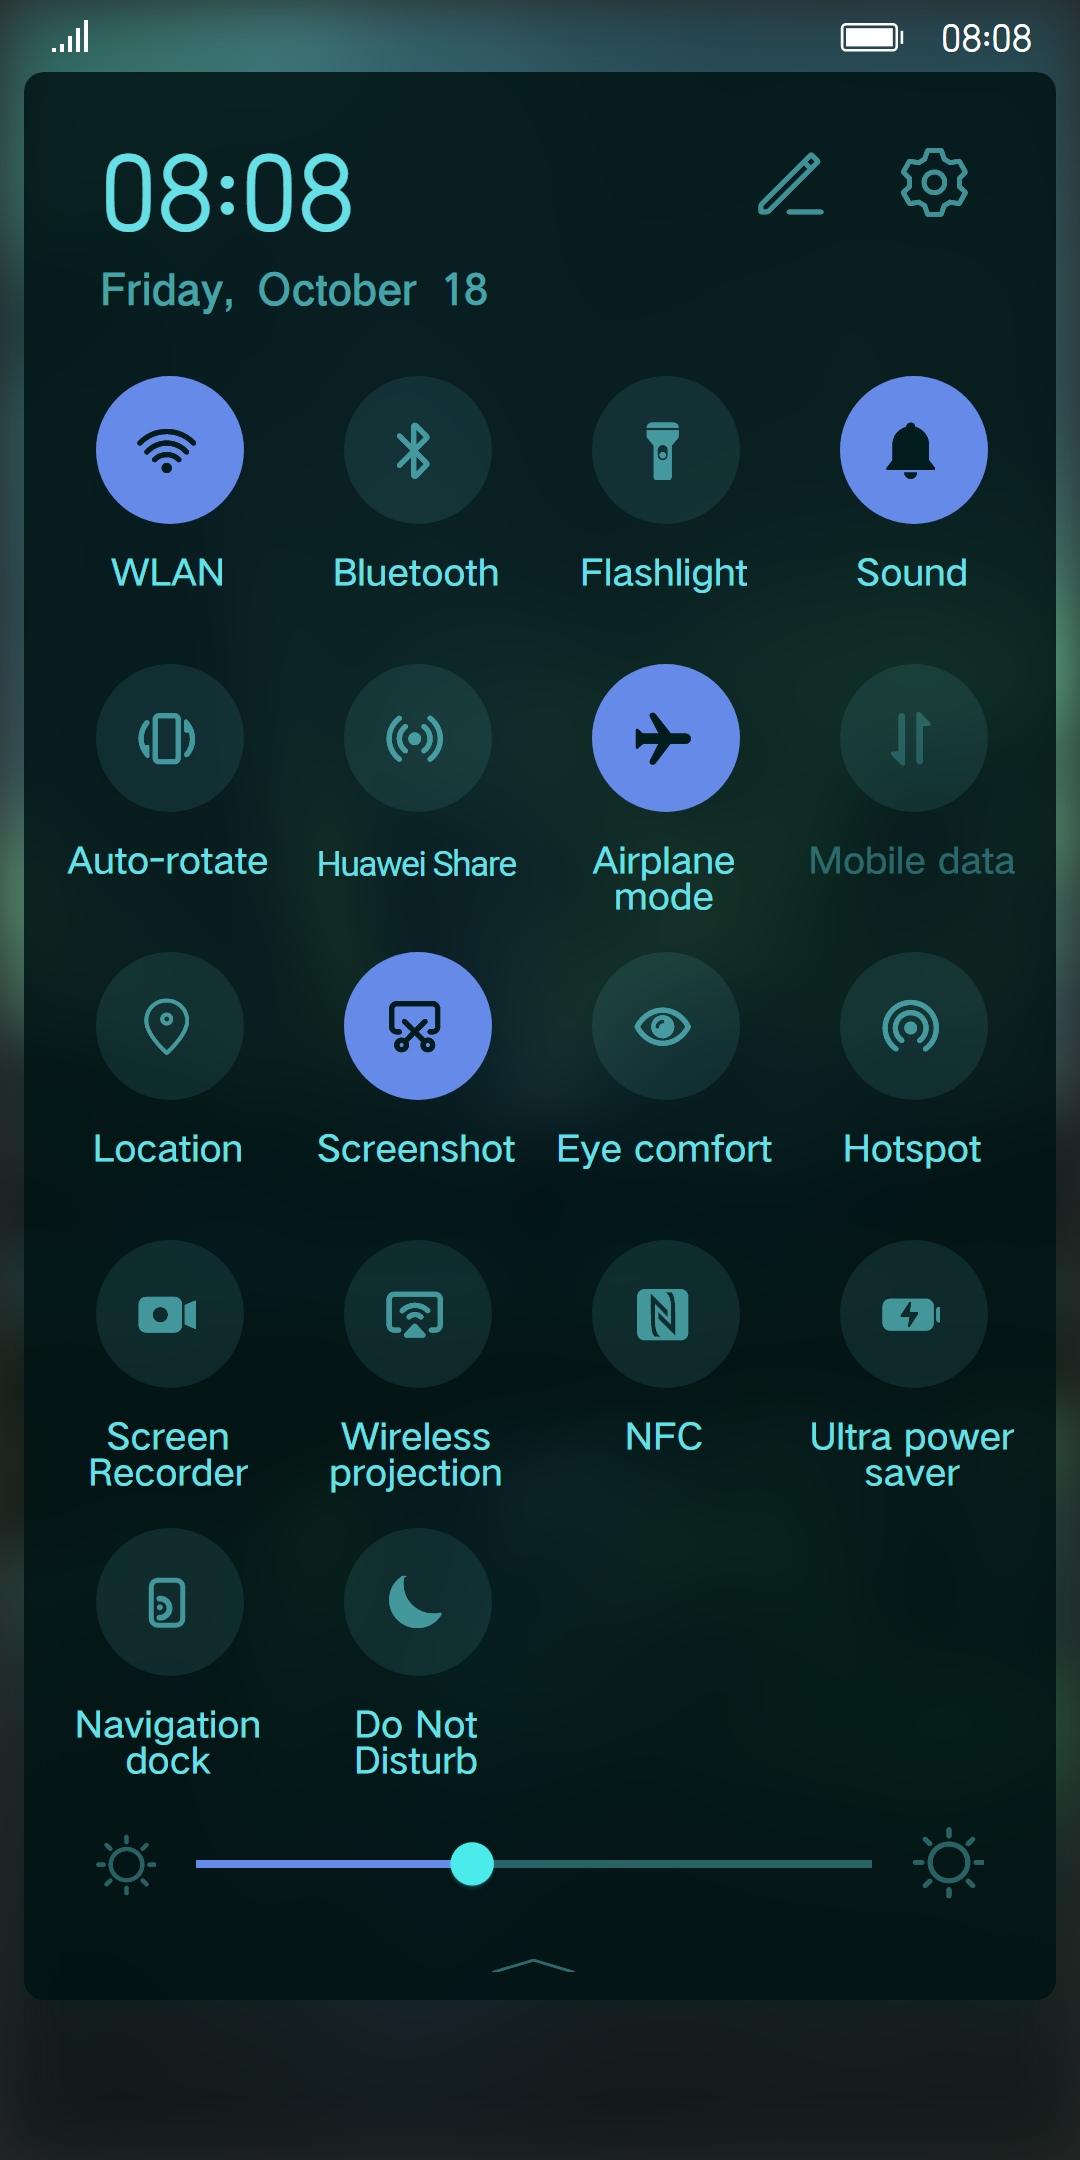 08:08
08:08
Friday, October 18
WLAN Bluetooth Flashlight Sound
Auto-rotate Huawei Share Airplane mode Mobile data
Location Screenshot Eye comfort Hotspot
Screen Recorder Wireless projection NFC Ultra power saver
Navigation dock Do Not Disturb